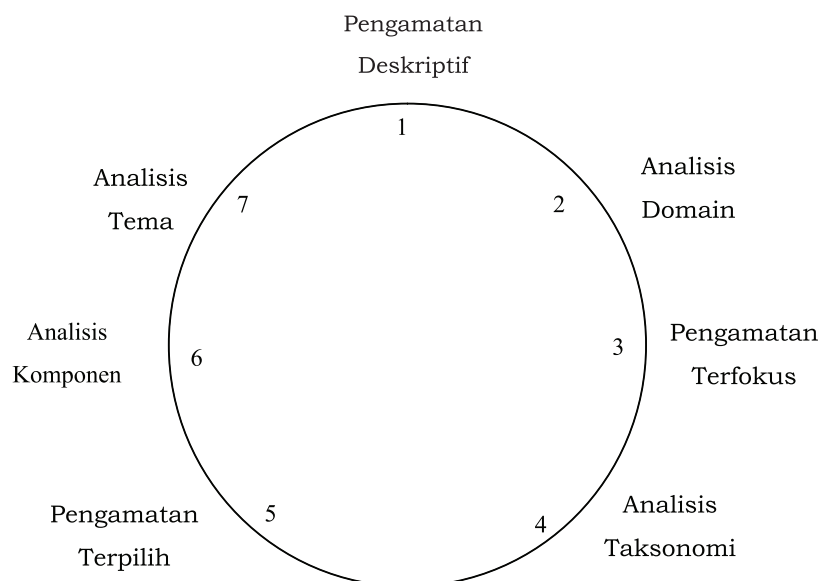 Pengamatan
Deskriptif
1
Analisis
Domain
2
Pengamatan
Terfokus
3
Analisis
Taksonomi
4
Pengamatan
Terpilih
5
Analisis
Komponen
6
Analisis
Tema
7